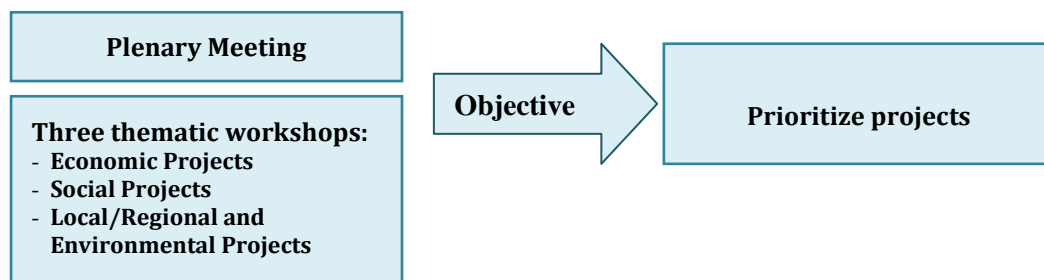 Plenary Meeting
Three thematic workshops:
- Economic Projects
- Social Projects
- Local/Regional and
Environmental Projects
Objective
Prioritize projects